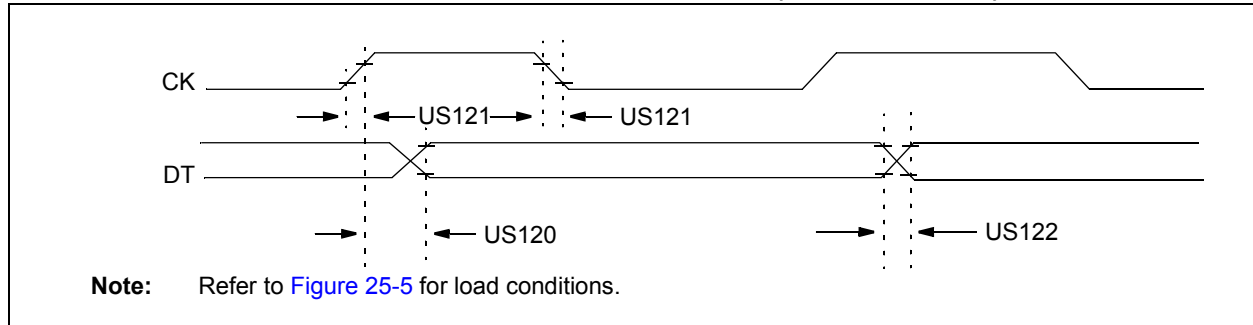 CK
US121 US121
DT
US120 US122
Note: Refer to Figure 25-5 for load conditions.